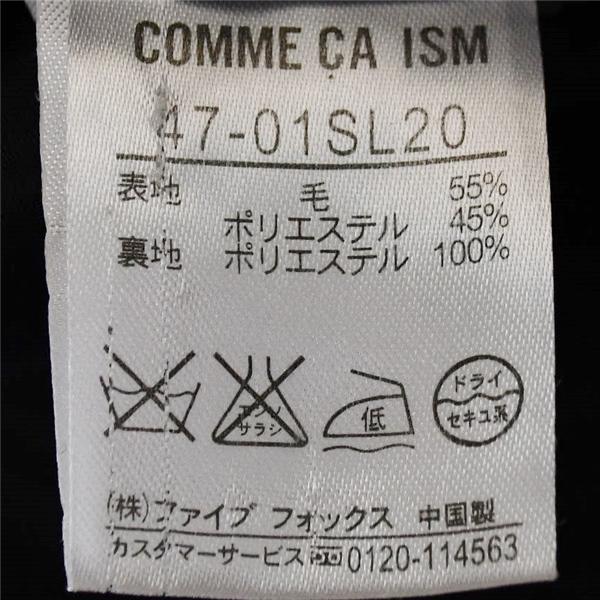 COMME ÇA ISM
47-01SL20
表地 毛 55%
ポリエステル 45%
裏地 ポリエステル 100%
エンソ
サラシ
低
ドライ
セキユ系
(株)ファイブ フォックス 中国製
カスタマーサービス 0120-114563